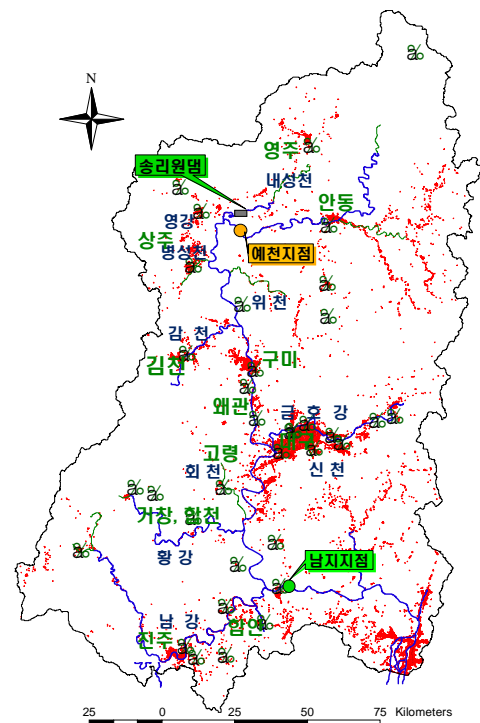 N
영주
송리원댐
내성천
안동
영강
상주
병성천
예천지점
위 천
감 천
김천
구미
왜관
금 호 강
고령
회 천
신 천
거창, 합천
황 강
남지지점
남 강
함안
진주
25 0 25 50 75 Kilometers